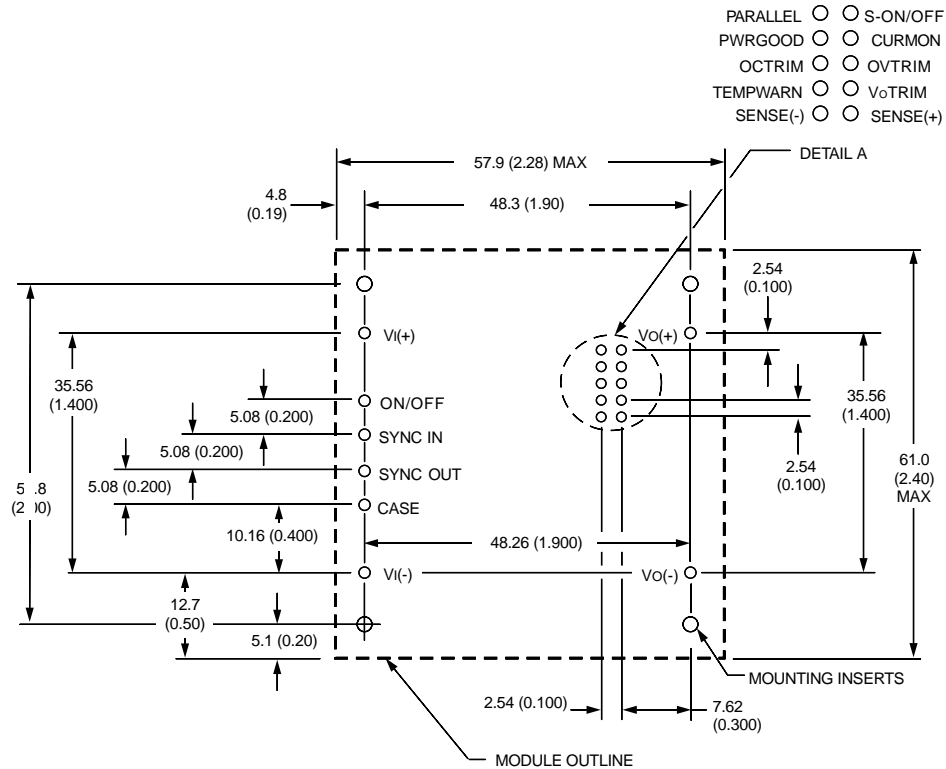 PARALLEL S-ON/OFF
PWRGOOD CURMON
OCTRIM OVTRIM
TEMPWARN VOTRIM
SENSE(-) SENSE(+)
DETAIL A
57.9 (2.28) MAX
4.8
(0.19)
48.3 (1.90)
2.54
(0.100)
VI(+)
VO(+)
35.56
(1.400)
ON/OFF
5.08 (0.200)
35.56
(1.400)
SYNC IN
5.08 (0.200)
2.54
(0.100)
61.0
(2.40)
MAX
SYNC OUT
5.08 (0.200)
CASE
10.16 (0.400)
48.26 (1.900)
VI(-)
VO(-)
12.7
(0.50)
5.1 (0.20)
MOUNTING INSERTS
2.54 (0.100)
7.62
(0.300)
MODULE OUTLINE